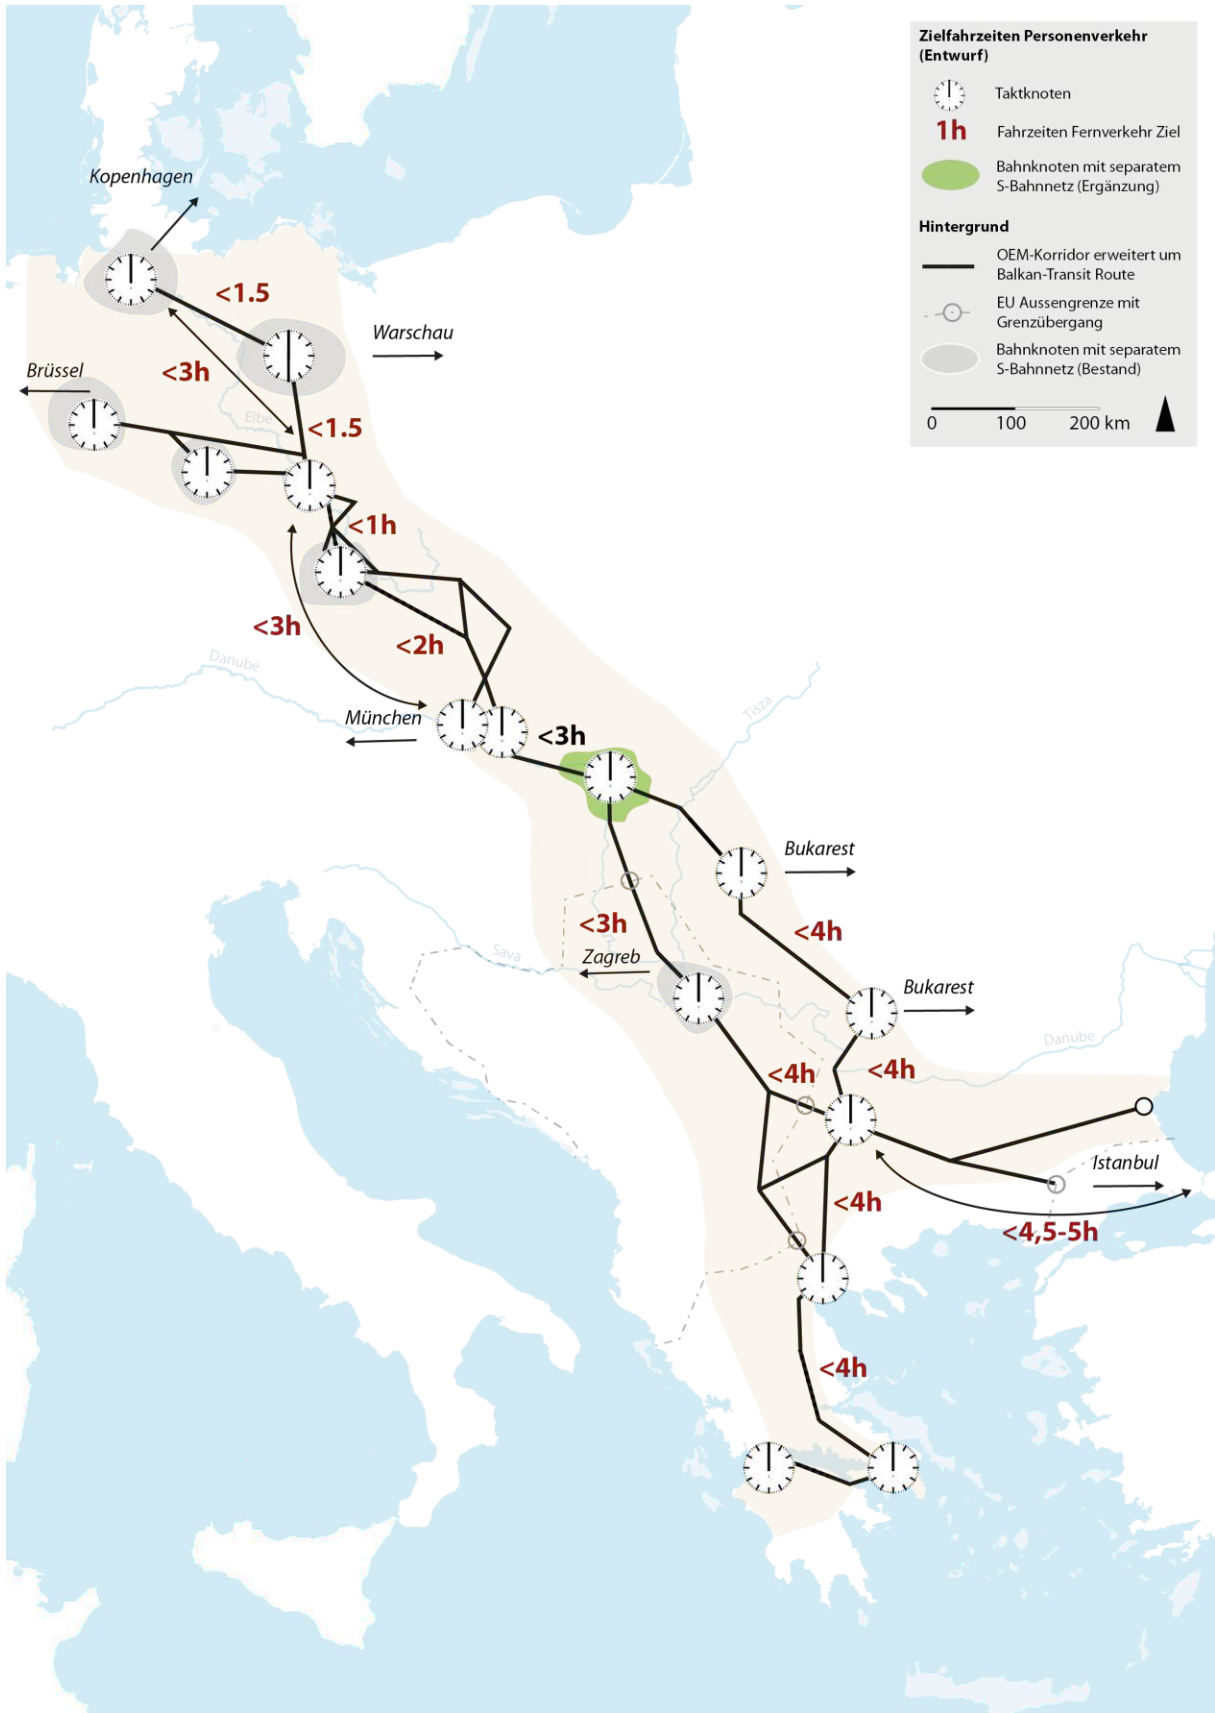 Zielfahrzeiten Personenverkehr
(Entwurf)
Taktknoten
1h
Fahrzeiten Fernverkehr Ziel
Bahnknoten mit separatem
S-Bahnnetz (Ergänzung)
Hintergrund
OEM-Korridor erweitert um
Balkan-Transit Route
EU Aussengrenze mit
Grenzübergang
Bahnknoten mit separatem
S-Bahnnetz (Bestand)
0 100 200 km
Kopenhagen
<1.5
Warschau
Brüssel
<3h
Elbe
<1.5
<1h
<3h
<2h
Danube
München
<3h
Tisza
Bukarest
<3h
<4h
Sava
Zagreb
Bukarest
Danube
<4h
<4h
Istanbul
<4h
<4,5-5h
<4h